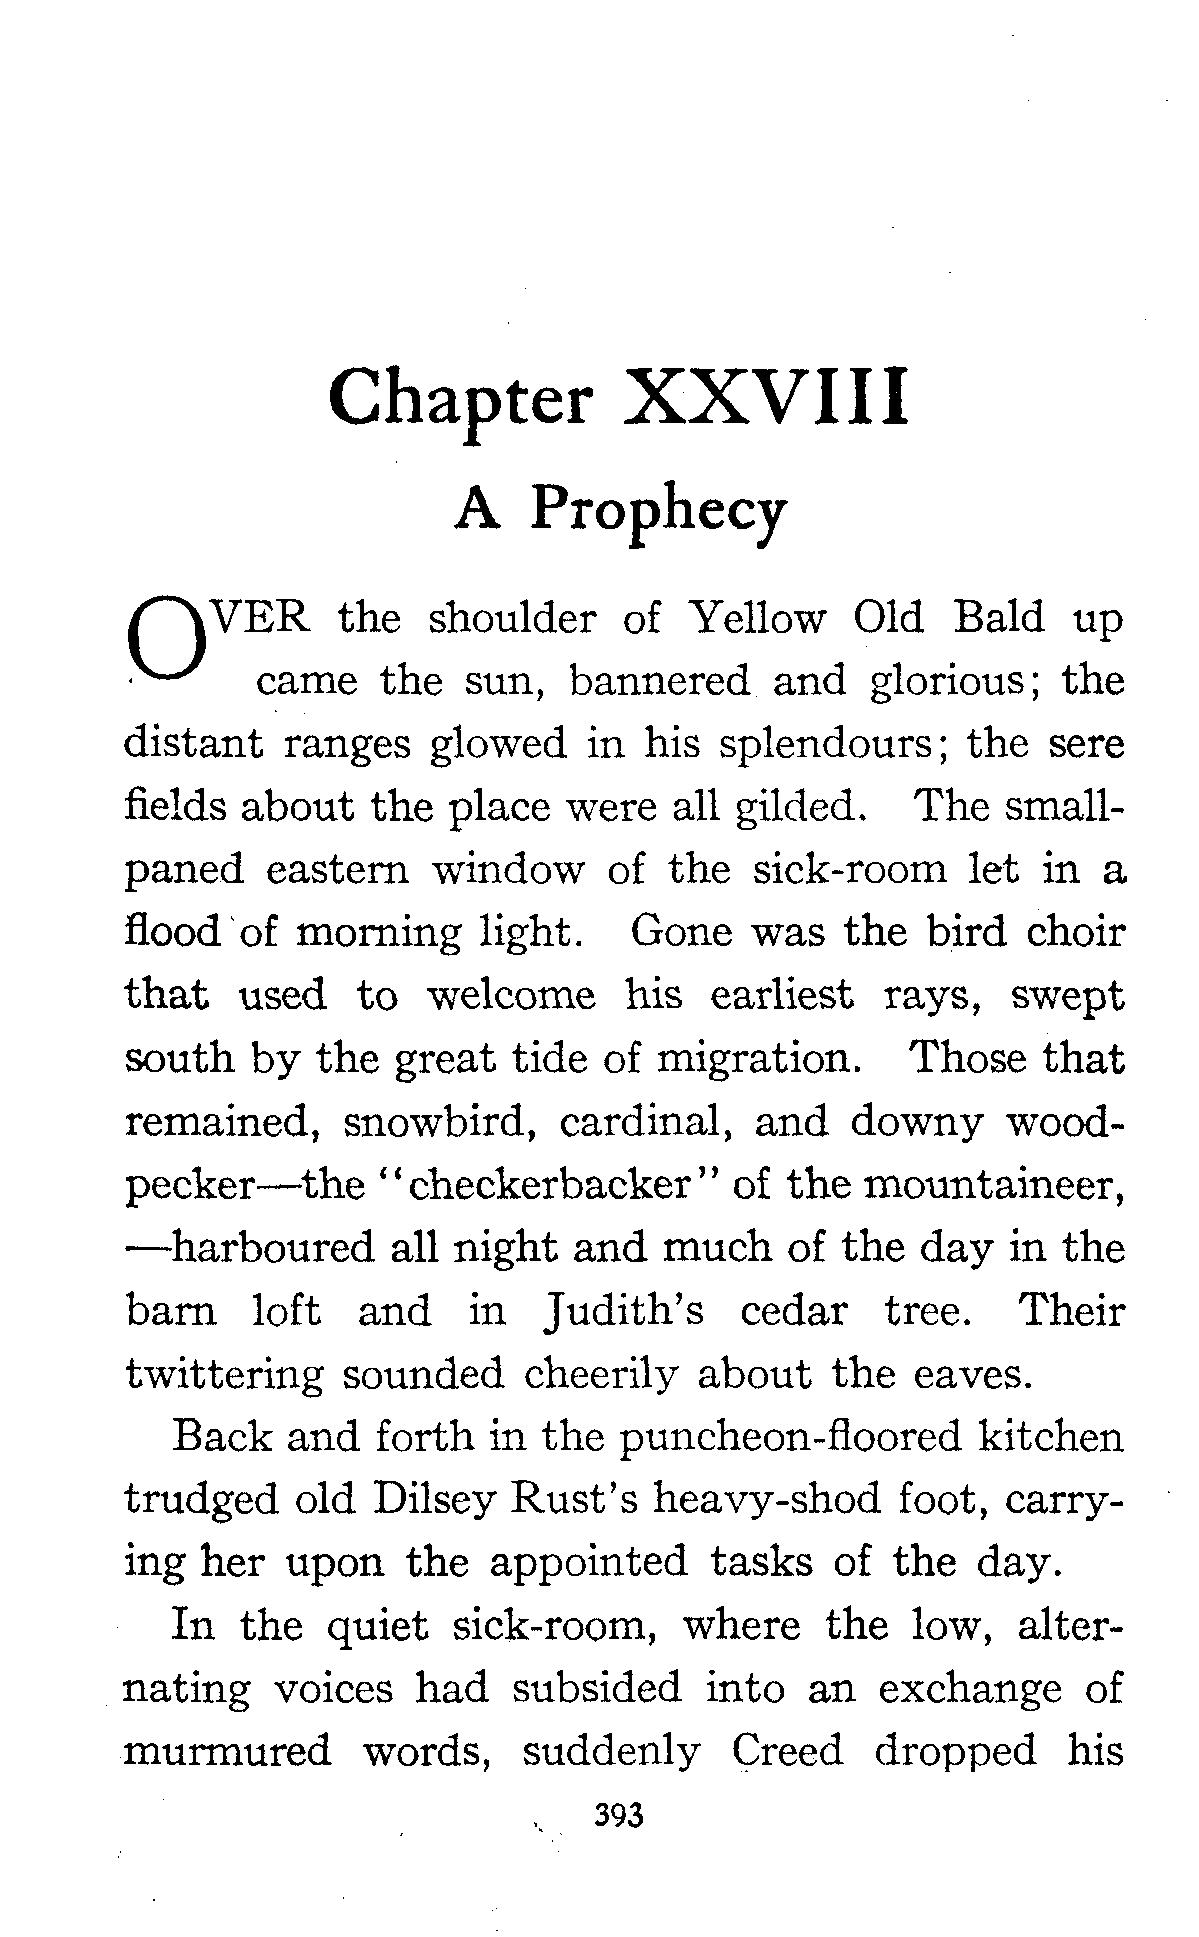 Chapter XXVIII
A Prophecy
OVER the shoulder of Yellow Old Bald up
came the sun, bannered and glorious; the
distant ranges glowed in his splendours; the sere
fields about the place were all gilded. The small-
paned eastern window of the sick-room let in a
flood of morning light. Gone was the bird choir
that used to welcome his earliest rays, swept
south by the great tide of migration. Those that
remained, snowbird, cardinal, and downy wood-
pecker—the "checkerbacker" of the mountaineer,
—harboured all night and much of the day in the
barn loft and in Judith's cedar tree. Their
twittering sounded cheerily about the eaves.
Back and forth in the puncheon-floored kitchen
trudged old Dilsey Rust's heavy-shod foot, carry-
ing her upon the appointed tasks of the day.
In the quiet sick-room, where the low, alter-
nating voices had subsided into an exchange of
murmured words, suddenly Creed dropped his
393